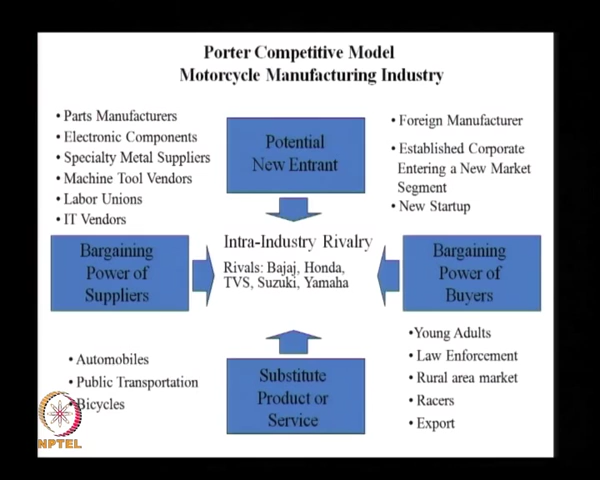 Porter Competitive Model
Motorcycle Manufacturing Industry
• Parts Manufacturers
• Electronic Components
• Specialty Metal Suppliers
• Machine Tool Vendors
• Labor Unions
• IT Vendors
Potential
New Entrant
• Foreign Manufacturer
• Established Corporate
Entering a New Market
Segment
• New Startup
Bargaining
Power of
Suppliers
Intra-Industry Rivalry
Rivals: Bajaj, Honda,
TVS, Suzuki, Yamaha
Bargaining
Power of
Buyers
• Automobiles
• Public Transportation
• Bicycles
Substitute
Product or
Service
•Young Adults
• Law Enforcement
• Rural area market
• Racers
• Export
NPTEL